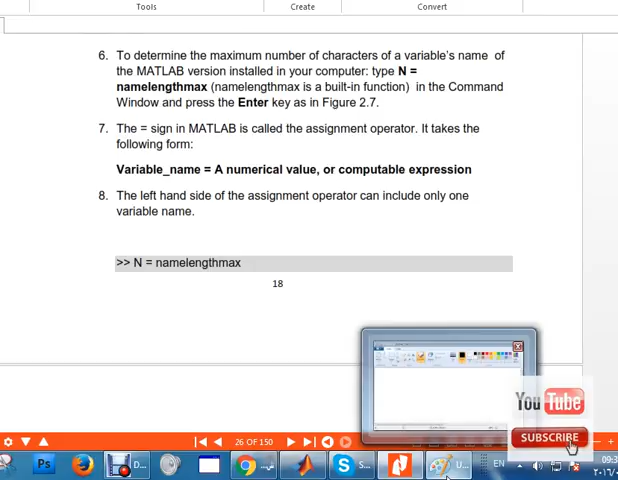 Tools Create Convert
6. To determine the maximum number of characters of a variable's name of
the MATLAB version installed in your computer: type N =
namelengthmax (namelengthmax is a built-in function) in the Command
Window and press the Enter key as in Figure 2.7.
7. The = sign in MATLAB is called the assignment operator. It takes the
following form:
Variable_name = A numerical value, or computable expression
8. The left hand side of the assignment operator can include only one
variable name.
>> N = namelengthmax
18
You Tube
SUBSCRIBE
26 OF 150
Ps
D...
S...
U...
EN